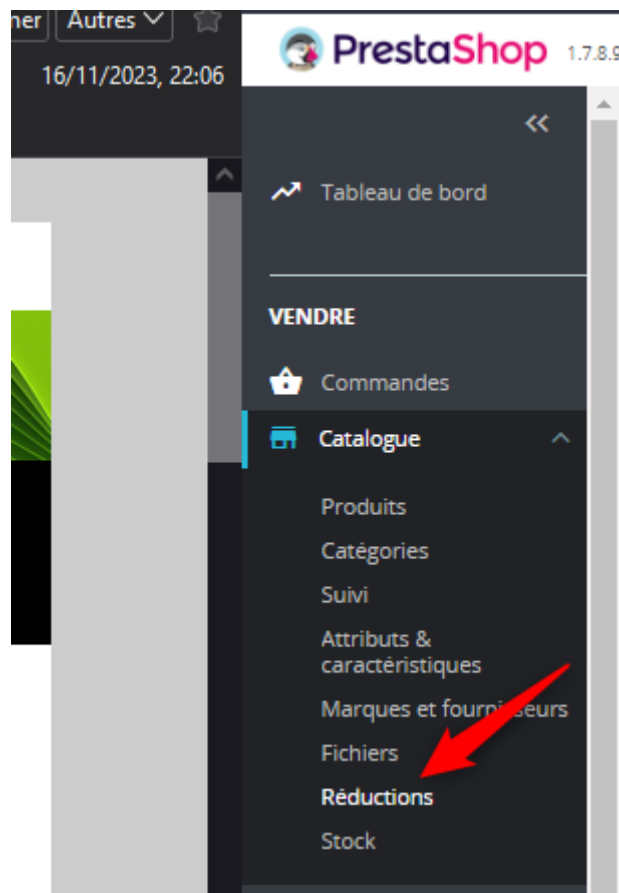 Autres
16/11/2023, 22:06
PrestaShop 1.7.8.9
Tableau de bord
VENDRE
Commandes
Catalogue
Produits
Catégories
Suivi
Attributs &
caractéristiques
Marques et fournisseurs
Fichiers
Réductions
Stock